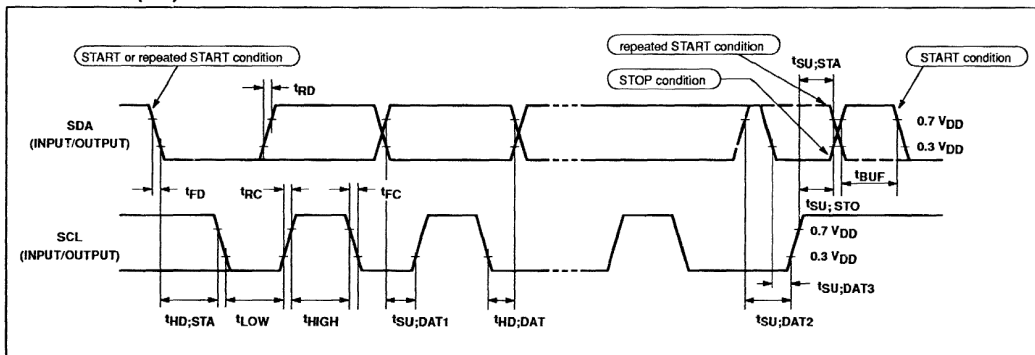 START or repeated START condition
repeated START condition
STOP condition
START condition
tSU;STA
tRD
SDA
(INPUT/OUTPUT)
0.7 VDD
0.3 VDD
tFD
tRC
tFC
tBUF
tSU; STO
SCL
(INPUT/OUTPUT)
0.7 VDD
0.3 VDD
tSU;DAT3
tHD;STA
tLOW
tHIGH
tSU;DAT1
tHD;DAT
tSU;DAT2